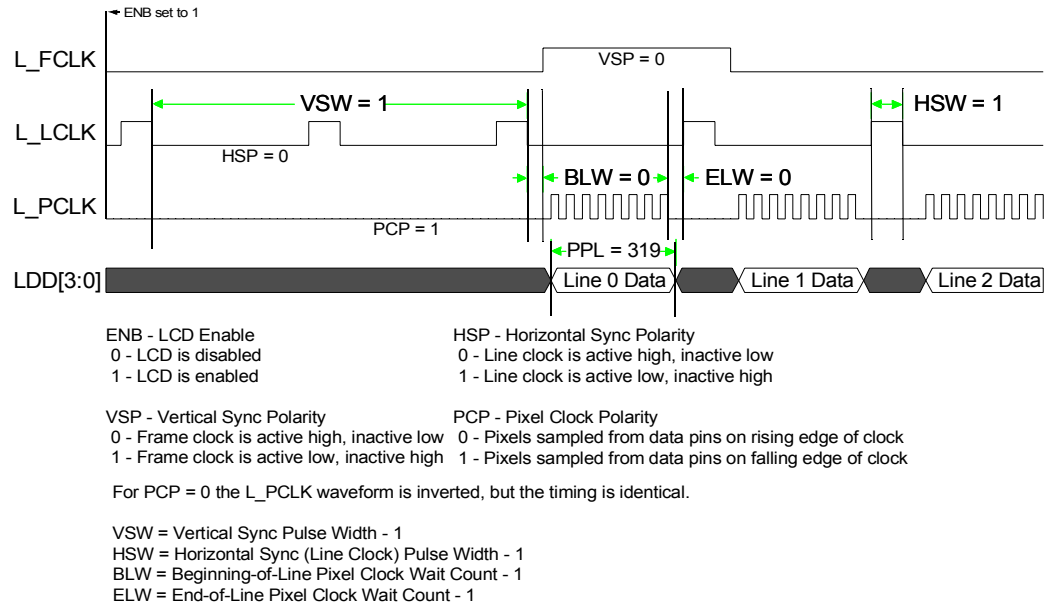 ENB set to 1
L_FCLK
VSP = 0
VSW = 1
HSW = 1
L_LCLK
HSP = 0
BLW = 0
ELW = 0
L_PCLK
PCP = 1
PPL = 319
LDD[3:0]
Line 0 Data
Line 1 Data
Line 2 Data
ENB - LCD Enable
0 - LCD is disabled
1 - LCD is enabled
HSP - Horizontal Sync Polarity
0 - Line clock is active high, inactive low
1 - Line clock is active low, inactive high
VSP - Vertical Sync Polarity
0 - Frame clock is active high, inactive low
1 - Frame clock is active low, inactive high
PCP - Pixel Clock Polarity
0 - Pixels sampled from data pins on rising edge of clock
1 - Pixels sampled from data pins on falling edge of clock
For PCP = 0 the L_PCLK waveform is inverted, but the timing is identical.
VSW = Vertical Sync Pulse Width - 1
HSW = Horizontal Sync (Line Clock) Pulse Width - 1
BLW = Beginning-of-Line Pixel Clock Wait Count - 1
ELW = End-of-Line Pixel Clock Wait Count - 1